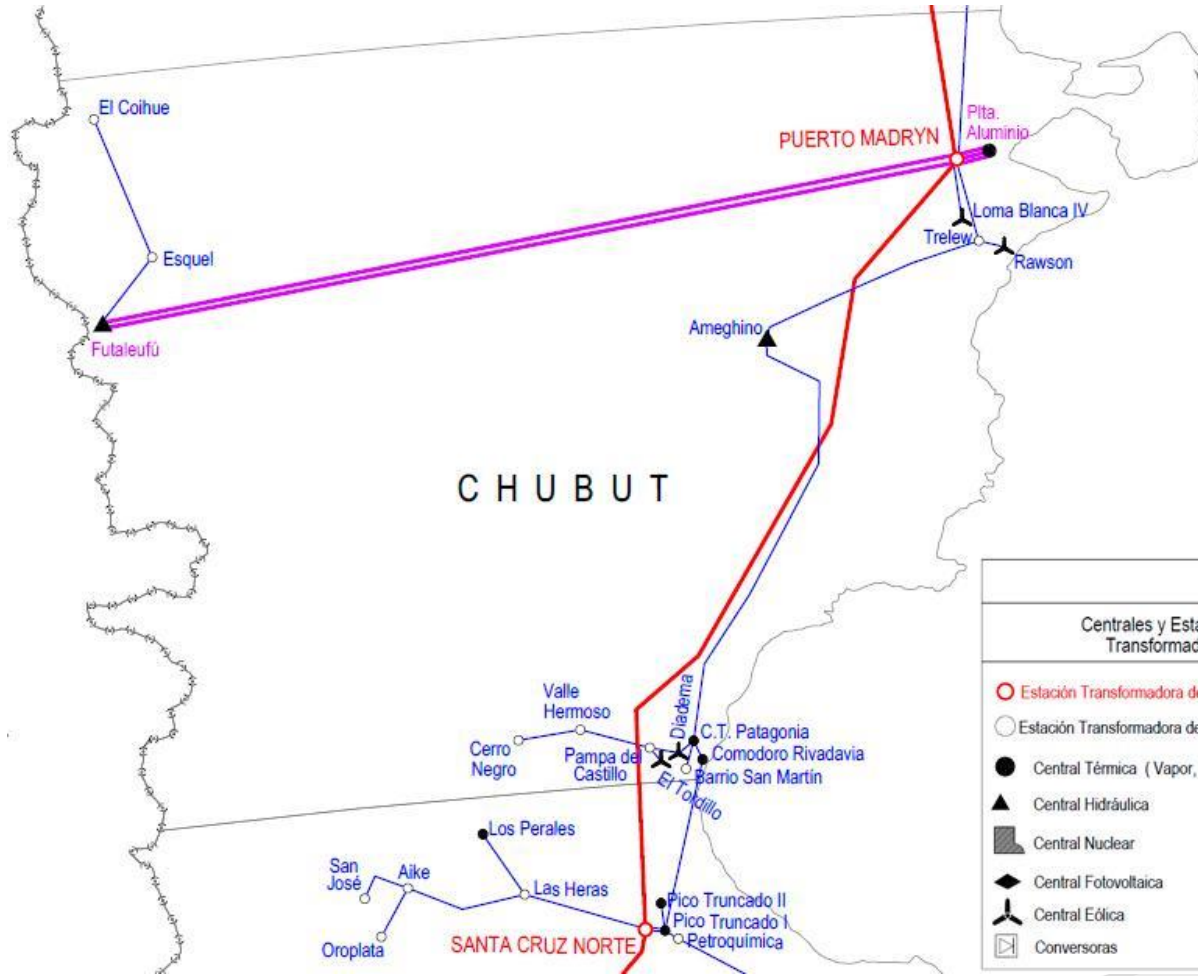 El Coihue
Plta.
Aluminio
PUERTO MADRYN
Loma Blanca IV
Trelew
Rawson
Esquel
Futaleufú
Ameghino
CHUBUT
Valle
Hermoso
Diadema
Cerro
Negro
Pampa del
Castillo
El Tordillo
C.T. Patagonia
Comodoro Rivadavia
Barrio San Martín
Los Perales
San
José
Aike
Las Heras
Oroplata
SANTA CRUZ NORTE
Pico Truncado II
Pico Truncado I
Petroquímica
Centrales y Esta
Transformad
Estación Transformadora de
Estación Transformadora de
Central Térmica ( Vapor,
Central Hidráulica
Central Nuclear
Central Fotovoltaica
Central Eólica
Conversoras